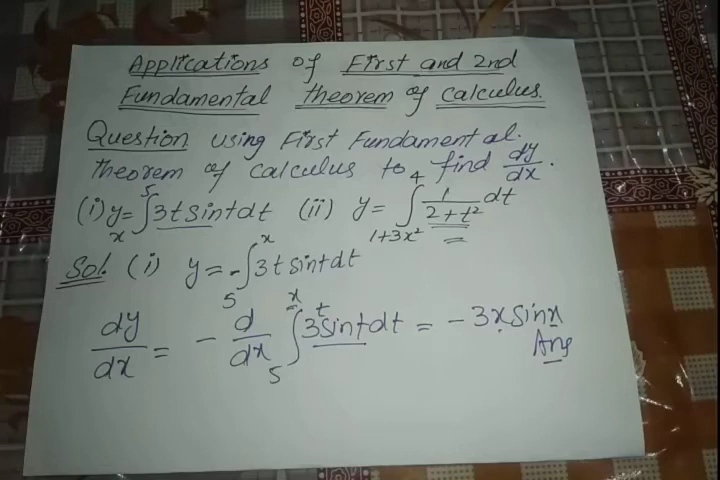 Applications of First and 2nd
Fundamental theorem of Calculus.
Question Using First Fundamental.
theorem of calculus to find dy/dx.
(i) y = ∫_x^5 3t sint dt (ii) y = ∫_{1+3x²}^4 1/(2+t²) dt
Sol. (i) y = -∫_5^x 3t sint dt
dy/dx = - d/dx ∫_5^x 3t sint dt = - 3x sinx
Ans